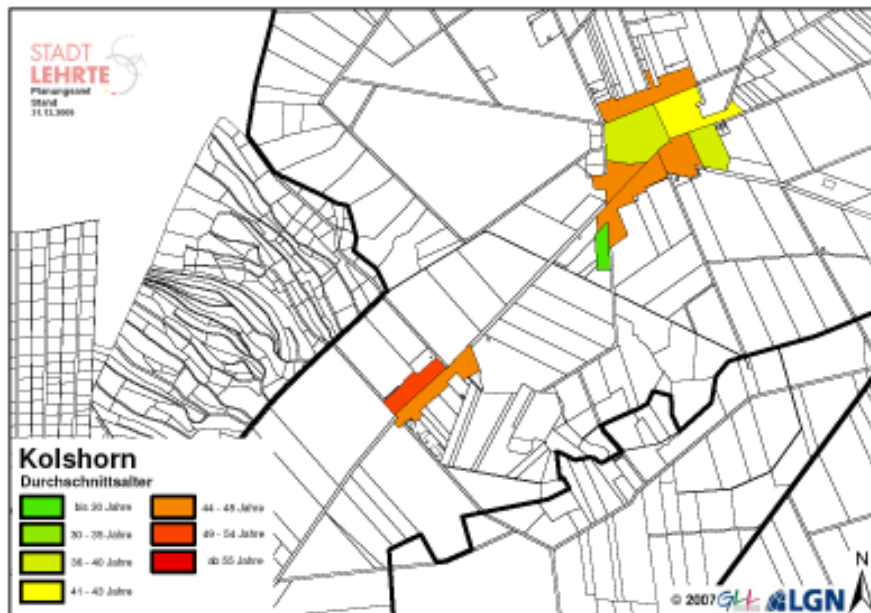 STADT
LEHRTE
Planungsamt
Stand
Kolshorn
Durchschnittsalter
bis 30 Jahre
30 - 35 Jahre
36 - 40 Jahre
41 - 43 Jahre
44 - 48 Jahre
49 - 54 Jahre
ab 55 Jahre
N
© 2007 GLL LGN